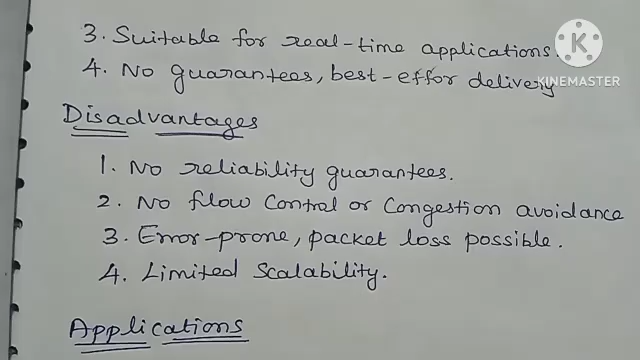 3. Suitable for real-time applications.
4. No guarantees, best-effor delivery
KINEMASTER
Disadvantages
1. No reliability guarantees.
2. No flow control or congestion avoidance
3. Error-prone, packet loss possible.
4. Limited Scalability.
Applications